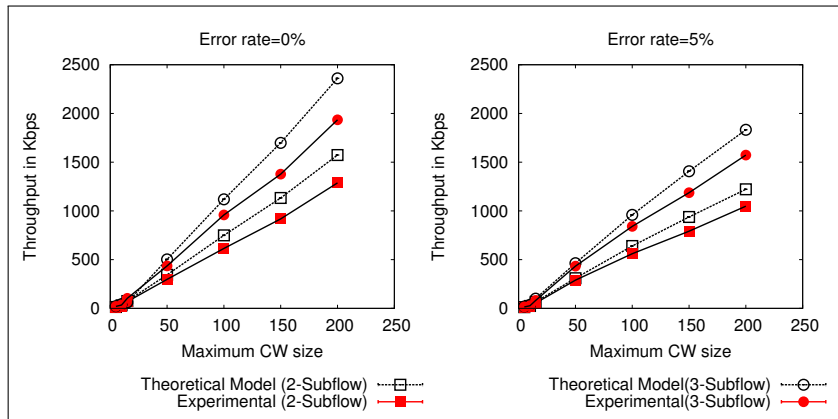 Error rate=0%
Error rate=5%
Throughput in Kbps
2500
2000
1500
1000
500
0
0 50 100 150 200 250
Maximum CW size
Throughput in Kbps
2500
2000
1500
1000
500
0
0 50 100 150 200 250
Maximum CW size
Theoretical Model (2-Subflow)
Experimental (2-Subflow)
Theoretical Model(3-Subflow)
Experimental(3-Subflow)